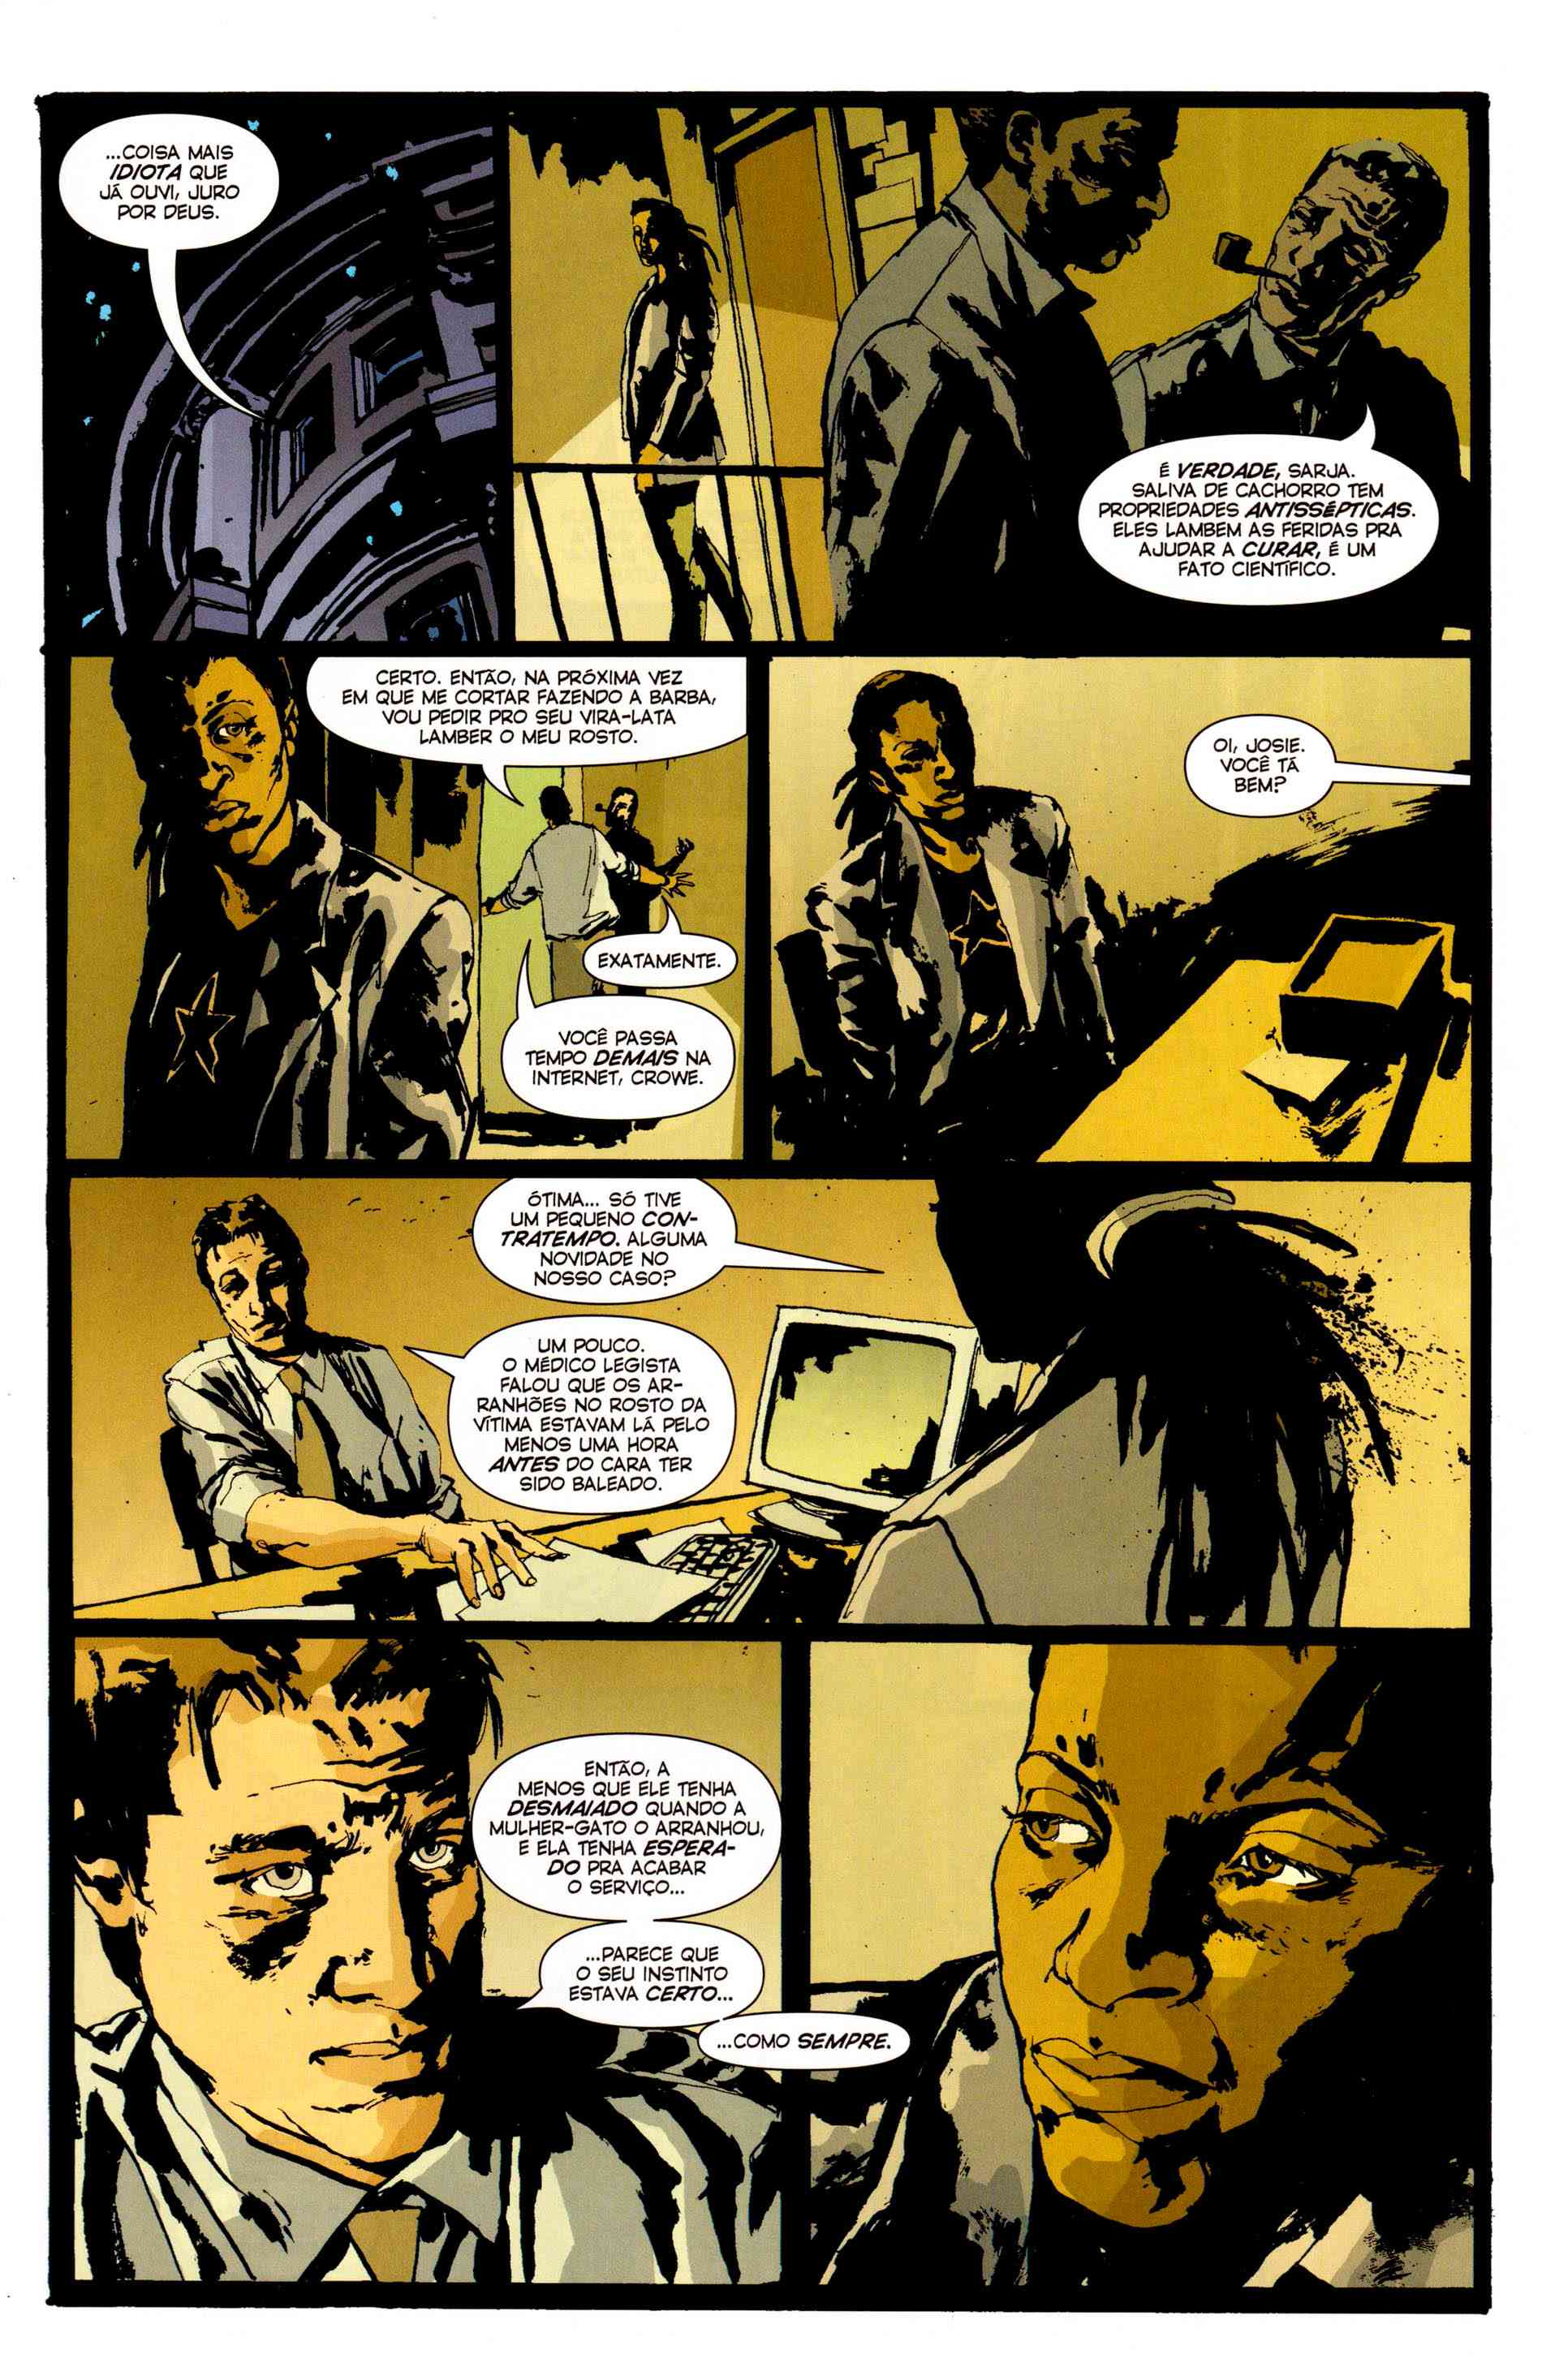 ...COISA MAIS
IDIOTA QUE
JÁ OUVI, JURO
POR DEUS.
É VERDADE, SARJA.
SALIVA DE CACHORRO TEM
PROPRIEDADES ANTISSÉPTICAS.
ELES LAMBEM AS FERIDAS PRA
AJUDAR A CURAR, É UM
FATO CIENTÍFICO.
CERTO. ENTÃO, NA PRÓXIMA VEZ
EM QUE ME CORTAR FAZENDO A BARBA,
VOU PEDIR PRO SEU VIRA-LATA
LAMBER O MEU ROSTO.
EXATAMENTE.
VOCÊ PASSA
TEMPO DEMAIS NA
INTERNET, CROWE.
OI, JOSIE.
VOCÊ TÁ
BEM?
ÓTIMA... SÓ TIVE
UM PEQUENO CON-
TRATEMPO. ALGUMA
NOVIDADE NO
NOSSO CASO?
UM POUCO.
O MÉDICO LEGISTA
FALOU QUE OS AR-
RANHÕES NO ROSTO DA
VÍTIMA ESTAVAM LÁ PELO
MENOS UMA HORA
ANTES DO CARA TER
SIDO BALEADO.
ENTÃO, A
MENOS QUE ELE TENHA
DESMAIADO QUANDO A
MULHER-GATO O ARRANHOU,
E ELA TENHA ESPERA-
DO PRA ACABAR
O SERVIÇO...
...PARECE QUE
O SEU INSTINTO
ESTAVA CERTO...
...COMO SEMPRE.